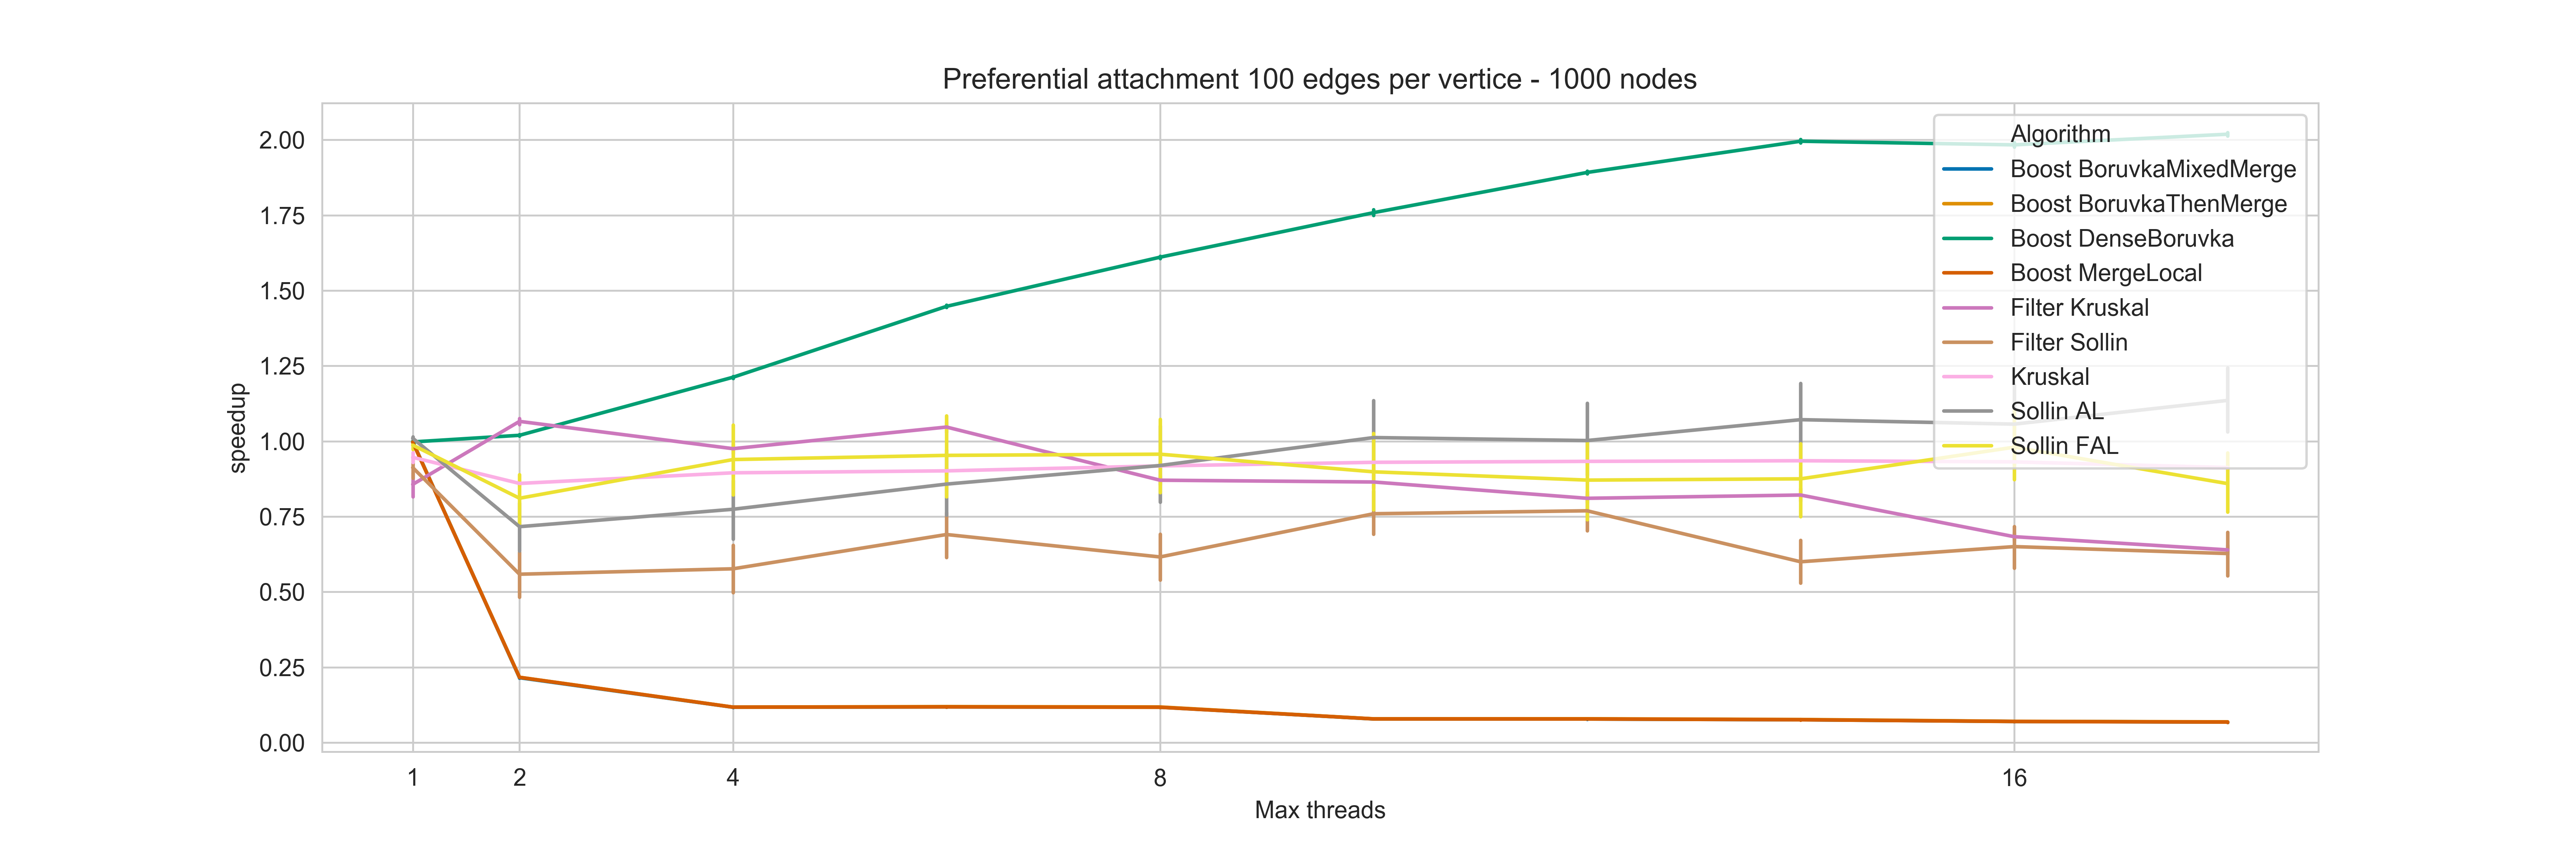 Preferential attachment 100 edges per vertice - 1000 nodes
speedup
2.00
1.75
1.50
1.25
1.00
0.75
0.50
0.25
0.00
Algorithm
Boost BoruvkaMixedMerge
Boost BoruvkaThenMerge
Boost DenseBoruvka
Boost MergeLocal
Filter Kruskal
Filter Sollin
Kruskal
Sollin AL
Sollin FAL
1 2 4 8 16
Max threads